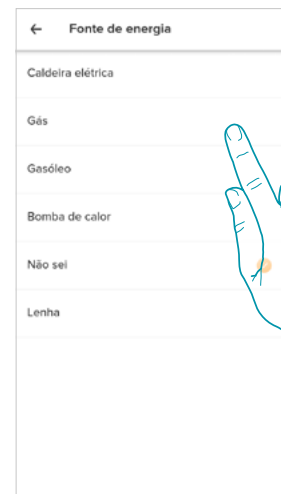 Fonte de energia
Caldeira elétrica
Gás
Gasóleo
Bomba de calor
Não sei
Lenha